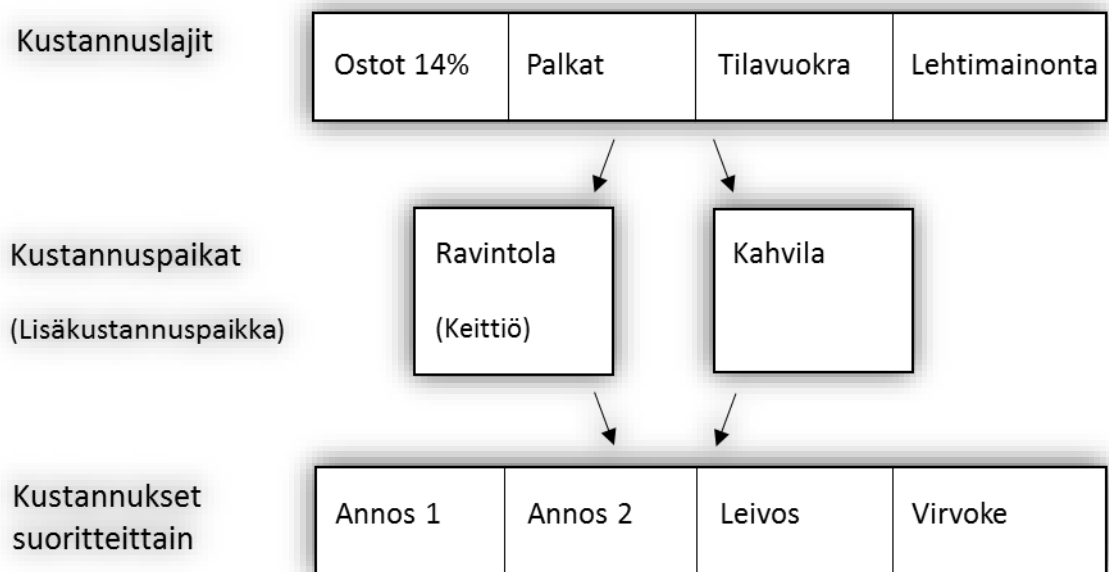 Kustannuslajit
Ostot 14%
Palkat
Tilavuokra
Lehtimainonta
Kustannuspaikat
(Lisäkustannuspaikka)
Ravintola
(Keittiö)
Kahvila
Kustannukset
suoritteittain
Annos 1
Annos 2
Leivos
Virvoke